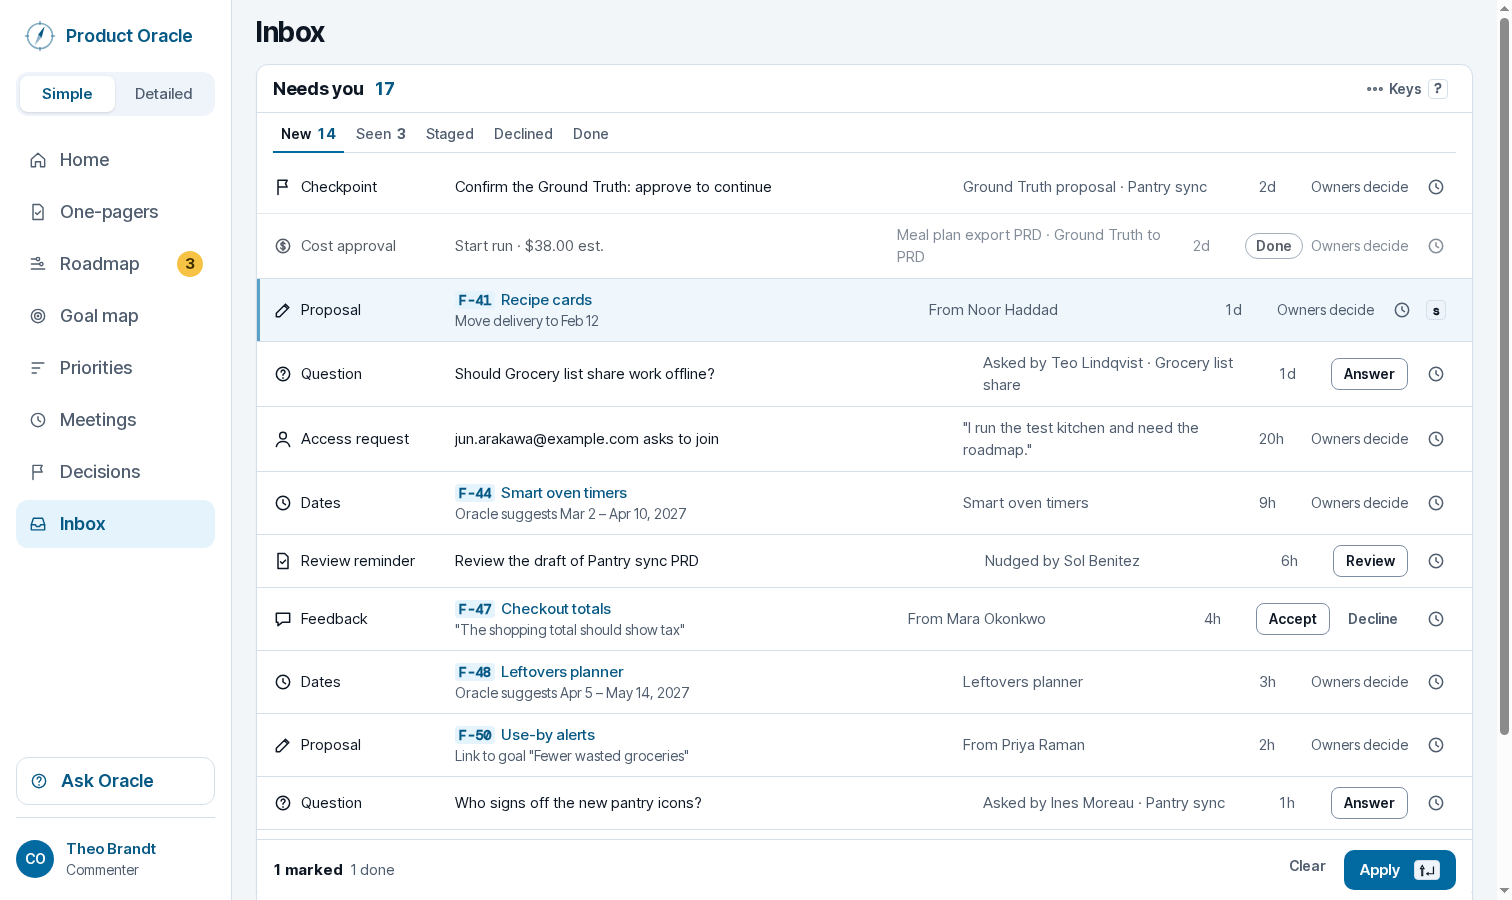 Product Oracle
Simple Detailed
Home
One-pagers
Roadmap 3
Goal map
Priorities
Meetings
Decisions
Inbox
Ask Oracle
CO Theo Brandt
Commenter
Inbox
Needs you 17 Keys ?
New 14 Seen 3 Staged Declined Done
Checkpoint Confirm the Ground Truth: approve to continue Ground Truth proposal · Pantry sync 2d Owners decide
Cost approval Start run · $38.00 est. Meal plan export PRD · Ground Truth to PRD 2d Done Owners decide
Proposal F-41 Recipe cards From Noor Haddad 1d Owners decide s
Move delivery to Feb 12
Question Should Grocery list share work offline? Asked by Teo Lindqvist · Grocery list share 1d Answer
Access request jun.arakawa@example.com asks to join "I run the test kitchen and need the roadmap." 20h Owners decide
Dates F-44 Smart oven timers Smart oven timers 9h Owners decide
Oracle suggests Mar 2 – Apr 10, 2027
Review reminder Review the draft of Pantry sync PRD Nudged by Sol Benitez 6h Review
Feedback F-47 Checkout totals From Mara Okonkwo 4h Accept Decline
"The shopping total should show tax"
Dates F-48 Leftovers planner Leftovers planner 3h Owners decide
Oracle suggests Apr 5 – May 14, 2027
Proposal F-50 Use-by alerts From Priya Raman 2h Owners decide
Link to goal "Fewer wasted groceries"
Question Who signs off the new pantry icons? Asked by Ines Moreau · Pantry sync 1h Answer
1 marked 1 done Clear Apply